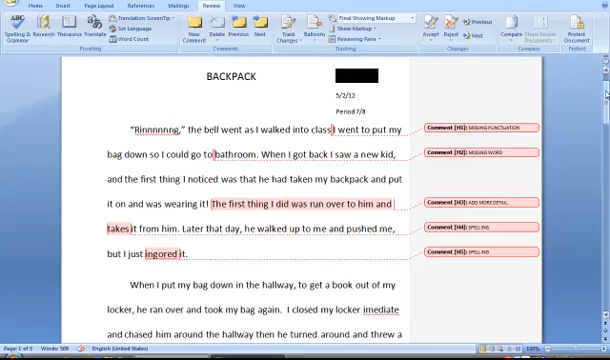 Home Insert Page Layout References Mailings Review View
ABC
Spelling & Grammar Research Thesaurus Translate
Translation ScreenTip
Set Language
Word Count
Proofing
New Comment Delete Previous Next
Comments
Track Changes Balloons
Final Showing Markup
Show Markup
Reviewing Pane
Tracking
Accept Reject Previous
Next
Changes
Compare Show Source Documents
Compare
Protect Document
Protect
BACKPACK
5/2/12
Period 7/8
“Rinnnnnng,” the bell went as I walked into class I went to put my
bag down so I could go to bathroom. When I got back I saw a new kid,
and the first thing I noticed was that he had taken my backpack and put
it on and was wearing it! The first thing I did was run over to him and
takes it from him. Later that day, he walked up to me and pushed me,
but I just ingored it.
When I put my bag down in the hallway, to get a book out of my
locker, he ran over and took my bag again. I closed my locker imediate
and chased him around the hallway then he turned around and threw a
Comment [H1]: MISSING PUNCTUATION
Comment [H2]: MISSING WORD
Comment [H3]: ADD MORE DETAIL.
Comment [H4]: SPELLING
Comment [H5]: SPELLING
Page: 1 of 3 Words: 509 English (United States) 100%